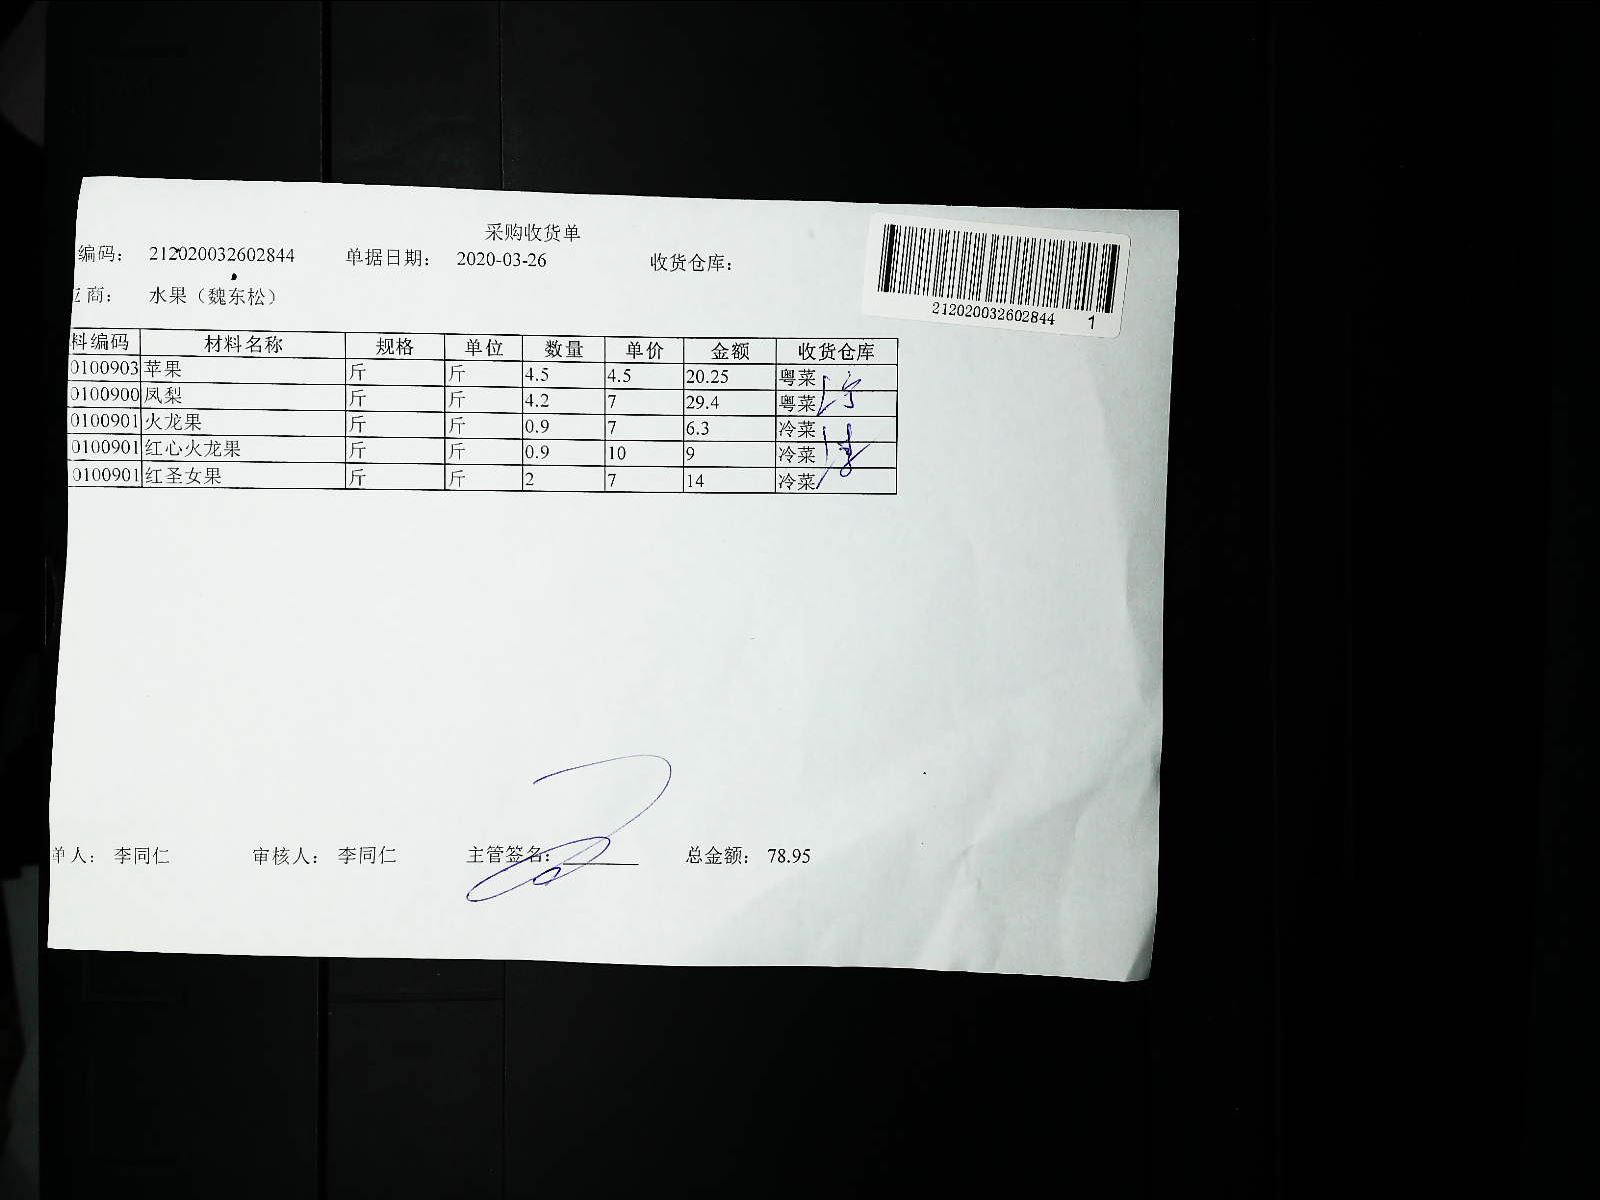 采购收货单
编码： 212020032602844 单据日期： 2020-03-26 收货仓库：
商： 水果（魏东松）
212020032602844 1
料编码 材料名称 规格 单位 数量 单价 金额 收货仓库
0100903 苹果 斤 斤 4.5 4.5 20.25 粤菜
0100900 凤梨 斤 斤 4.2 7 29.4 粤菜
0100901 火龙果 斤 斤 0.9 7 6.3 冷菜
0100901 红心火龙果 斤 斤 0.9 10 9 冷菜
0100901 红圣女果 斤 斤 2 7 14 冷菜
单人： 李同仁 审核人： 李同仁 主管签名： 总金额： 78.95